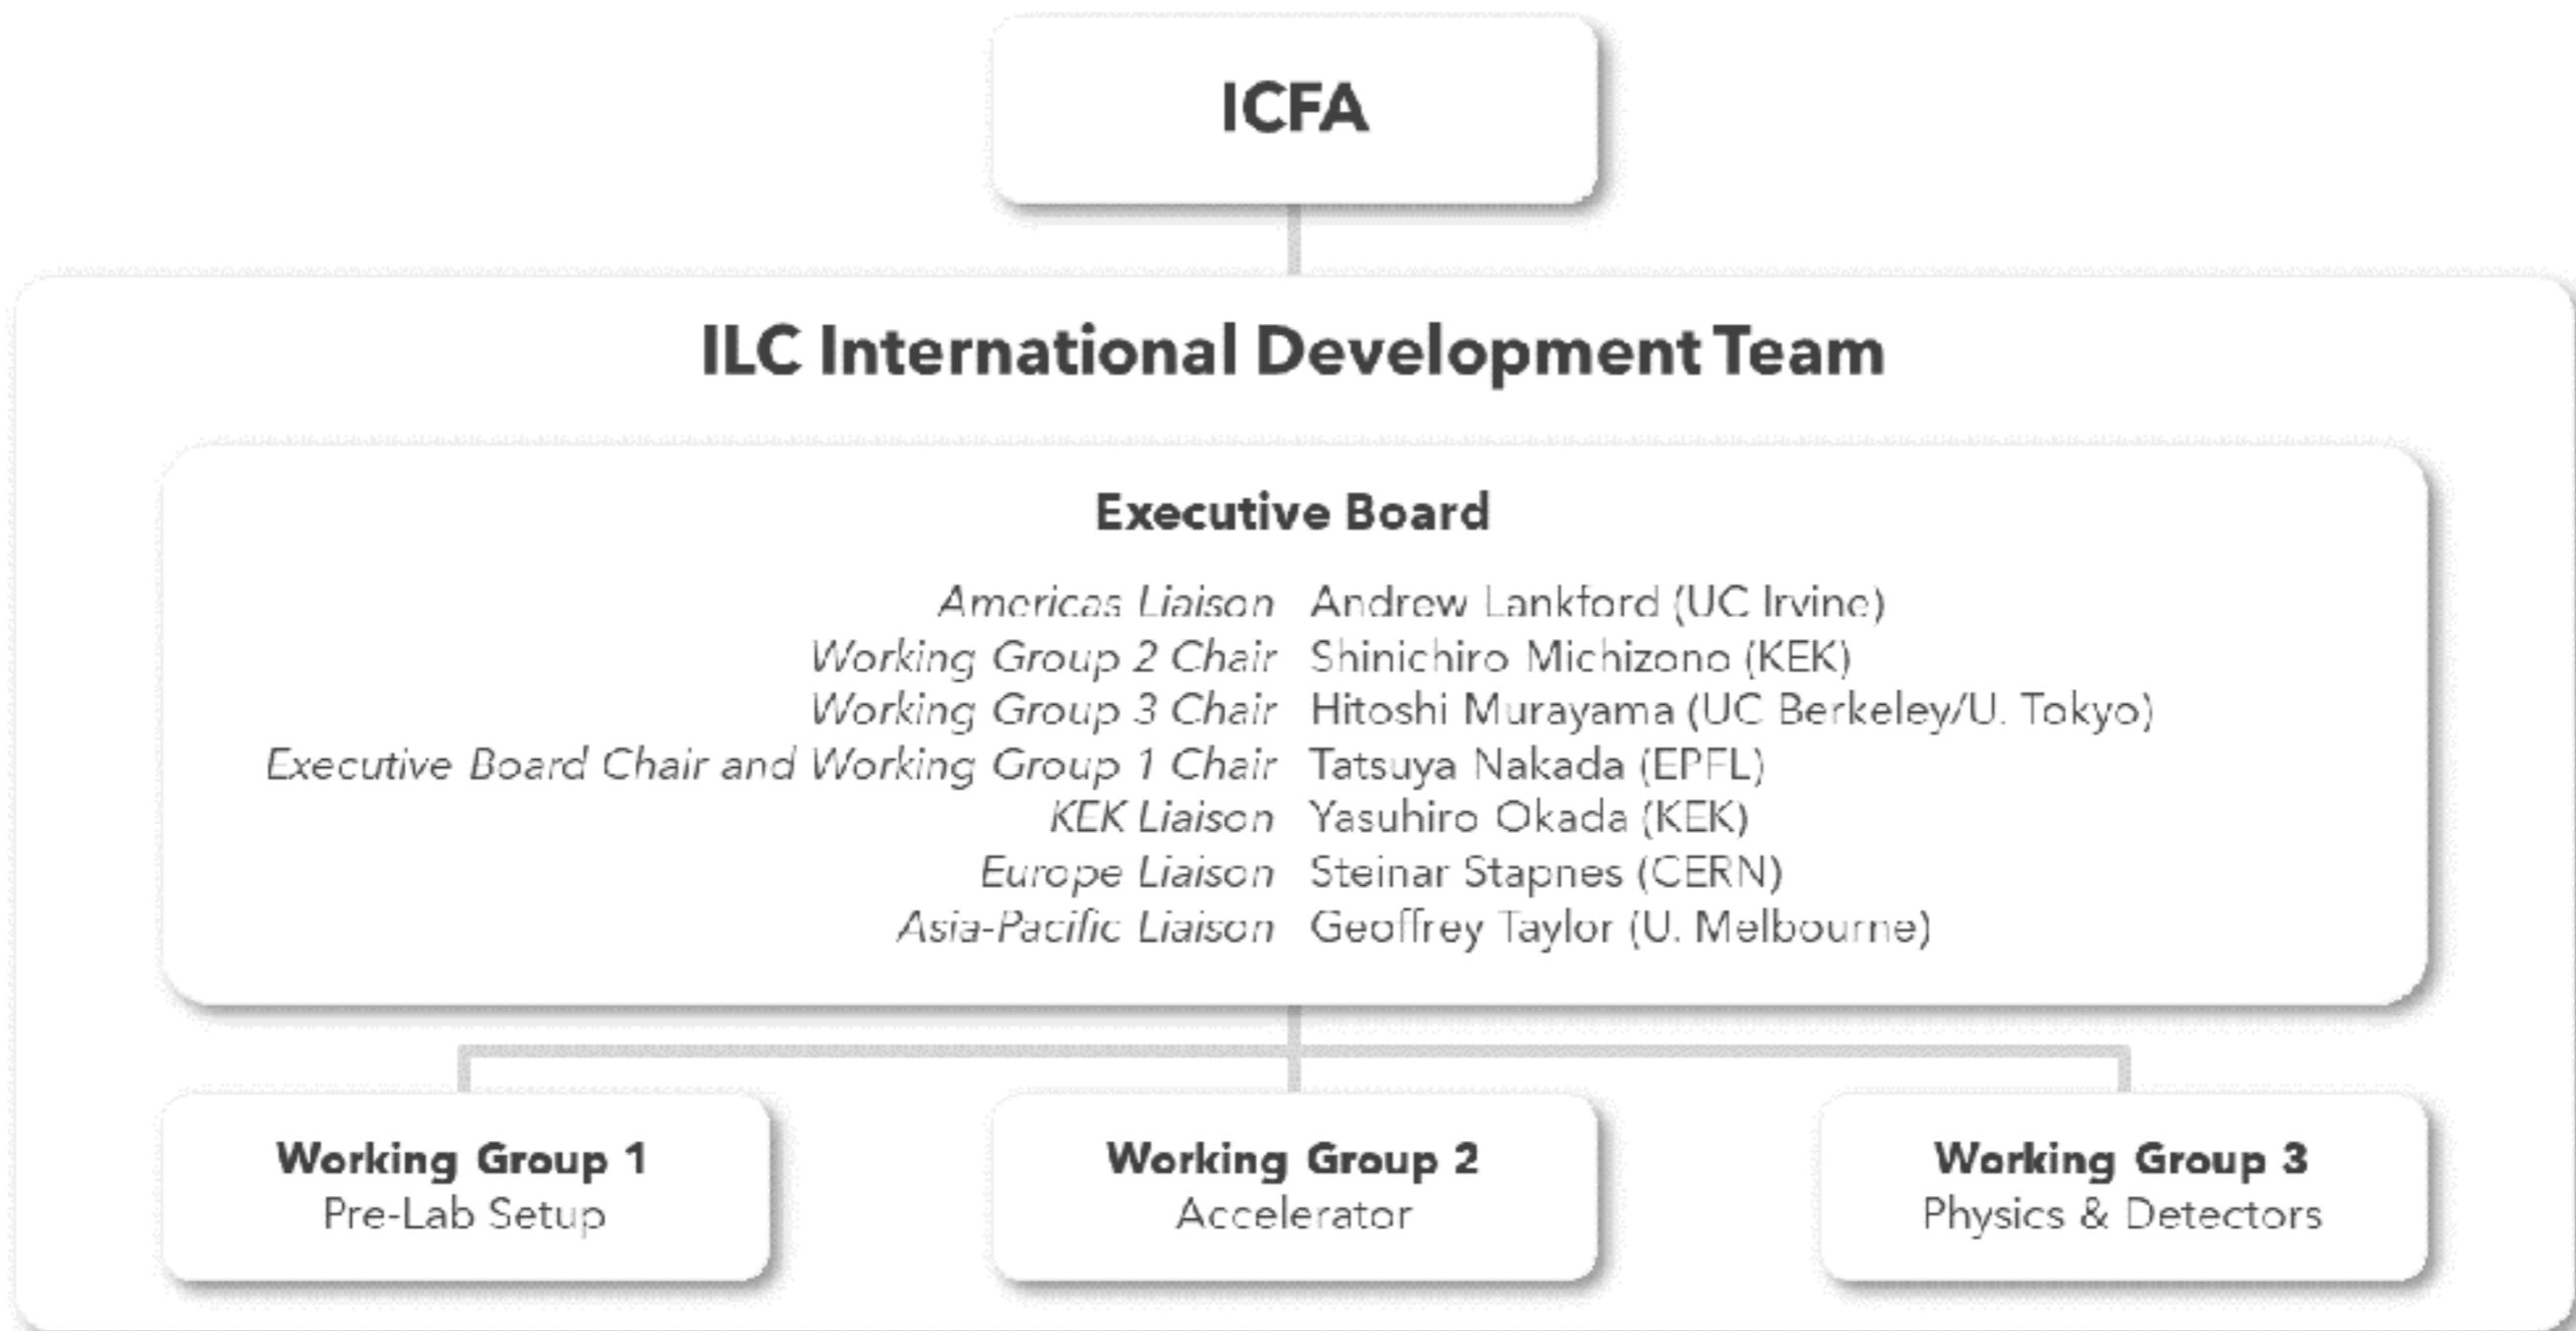 ICFA
ILC International Development Team
Executive Board
Americas Liaison Andrew Lankford (UC Irvine)
Working Group 2 Chair Shinichiro Michizono (KEK)
Working Group 3 Chair Hitoshi Murayama (UC Berkeley/U. Tokyo)
Executive Board Chair and Working Group 1 Chair Tatsuya Nakada (EPFL)
KEK Liaison Yasuhiro Okada (KEK)
Europe Liaison Steinar Stapnes (CERN)
Asia-Pacific Liaison Geoffrey Taylor (U. Melbourne)
Working Group 1
Pre-Lab Setup
Working Group 2
Accelerator
Working Group 3
Physics & Detectors